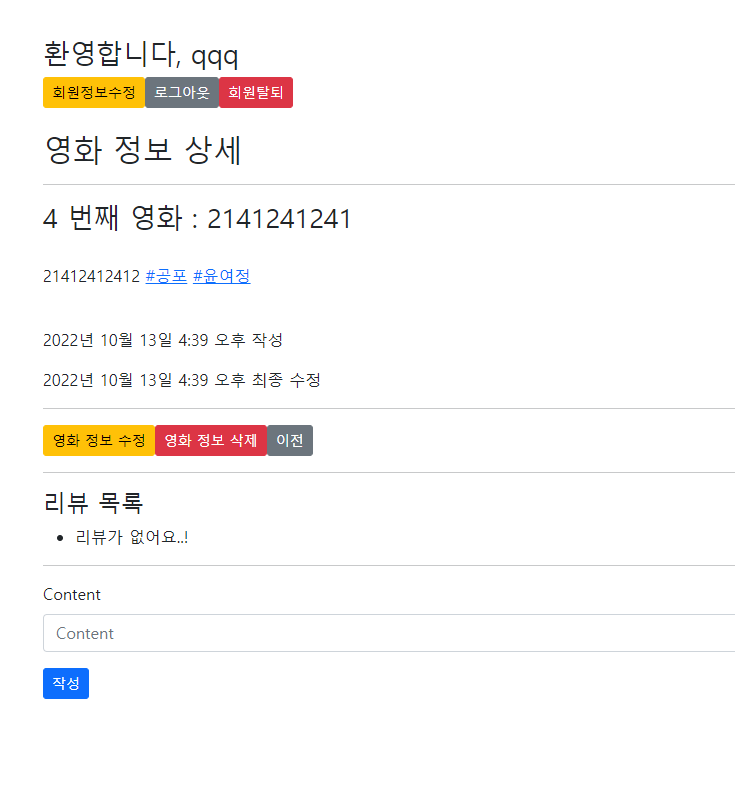 환영합니다, qqq
회원정보수정 로그아웃 회원탈퇴
영화 정보 상세
4 번째 영화 : 2141241241
21412412412 #공포 #윤여정
2022년 10월 13일 4:39 오후 작성
2022년 10월 13일 4:39 오후 최종 수정
영화 정보 수정 영화 정보 삭제 이전
리뷰 목록
리뷰가 없어요..!
Content
Content
작성